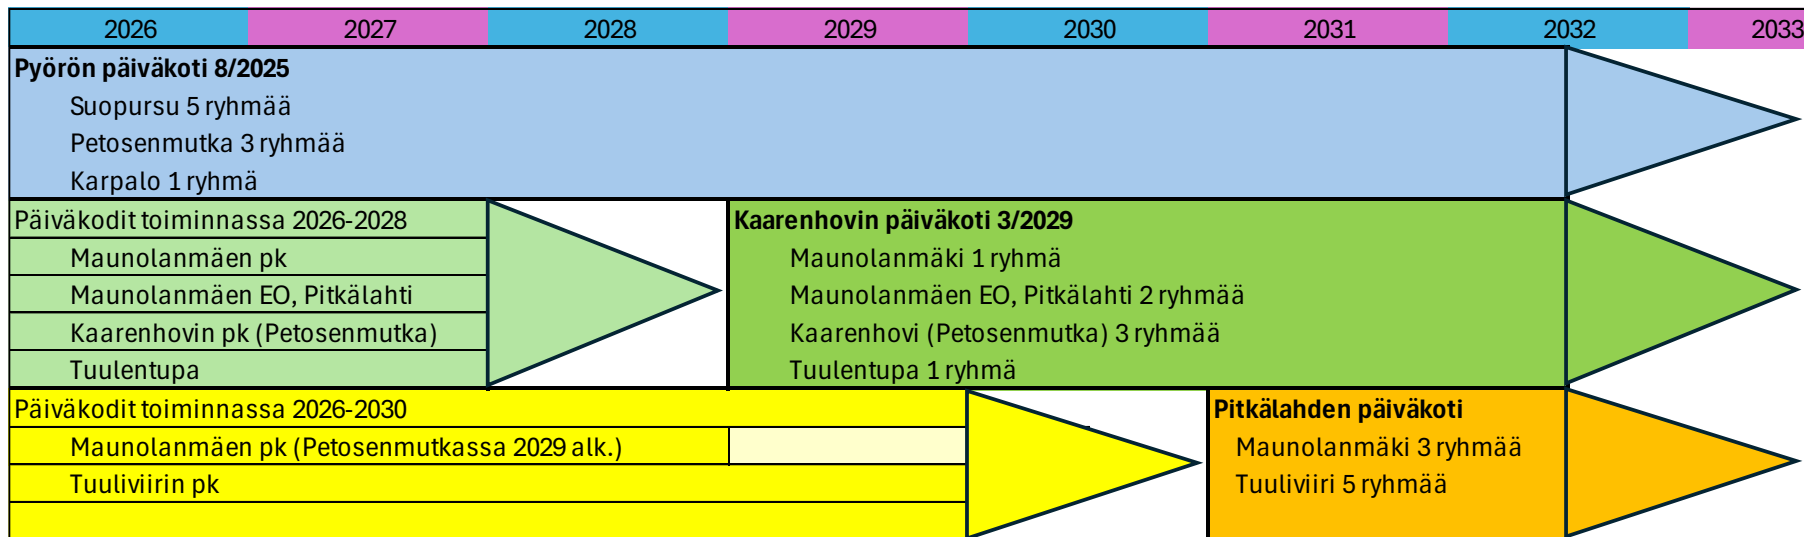 2026 2027 2028 2029 2030 2031 2032 2033
Pyörön päiväkoti 8/2025
Suopursu 5 ryhmää
Petosenmutka 3 ryhmää
Karpalo 1 ryhmä
Päiväkodit toiminnassa 2026-2028
Maunolanmäen pk
Maunolanmäen EO, Pitkälahti
Kaarenhovin pk (Petosenmutka)
Tuulentupa
Kaarenhovin päiväkoti 3/2029
Maunolanmäki 1 ryhmä
Maunolanmäen EO, Pitkälahti 2 ryhmää
Kaarenhovi (Petosenmutka) 3 ryhmää
Tuulentupa 1 ryhmä
Päiväkodit toiminnassa 2026-2030
Maunolanmäen pk (Petosenmutkassa 2029 alk.)
Tuuliviirin pk
Pitkälahden päiväkoti
Maunolanmäki 3 ryhmää
Tuuliviiri 5 ryhmää